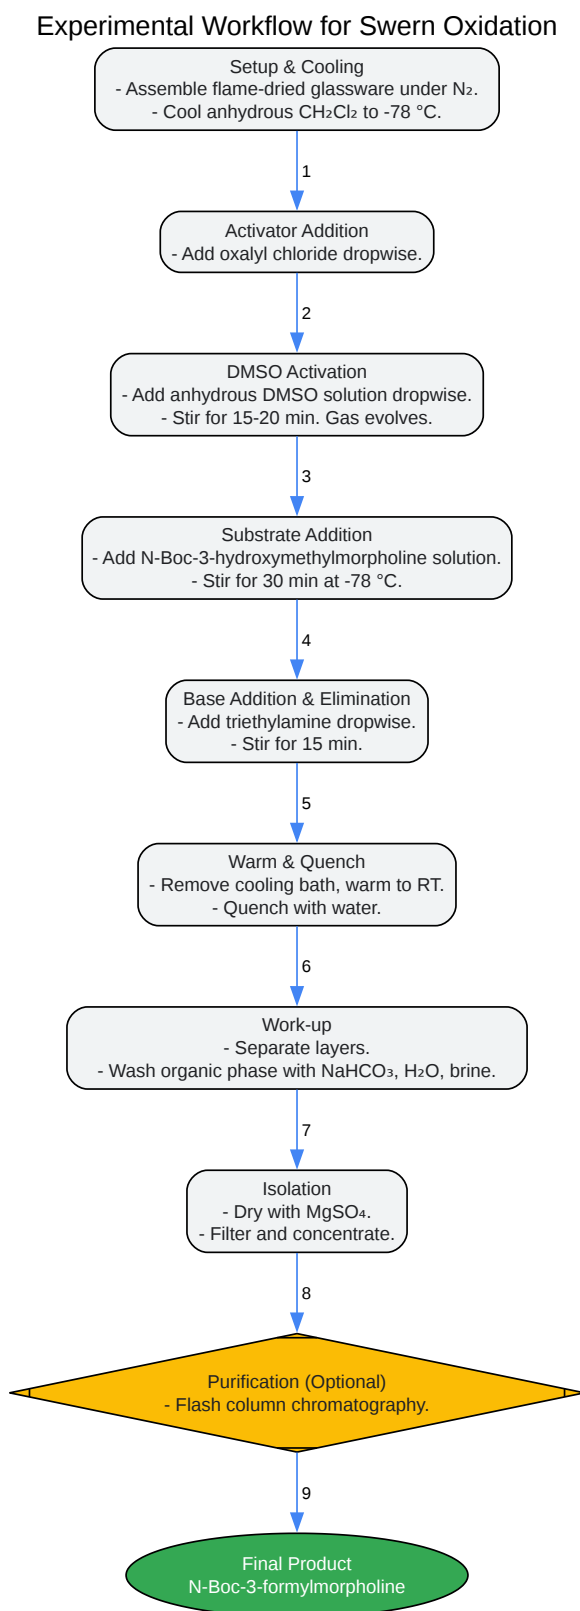 Experimental Workflow for Swern Oxidation
Setup & Cooling
- Assemble flame-dried glassware under N₂.
- Cool anhydrous CH₂Cl₂ to -78 °C.
1
Activator Addition
- Add oxalyl chloride dropwise.
2
DMSO Activation
- Add anhydrous DMSO solution dropwise.
- Stir for 15-20 min. Gas evolves.
3
Substrate Addition
- Add N-Boc-3-hydroxymethylmorpholine solution.
- Stir for 30 min at -78 °C.
4
Base Addition & Elimination
- Add triethylamine dropwise.
- Stir for 15 min.
5
Warm & Quench
- Remove cooling bath, warm to RT.
- Quench with water.
6
Work-up
- Separate layers.
- Wash organic phase with NaHCO₃, H₂O, brine.
7
Isolation
- Dry with MgSO₄.
- Filter and concentrate.
8
Purification (Optional)
- Flash column chromatography.
9
Final Product
N-Boc-3-formylmorpholine